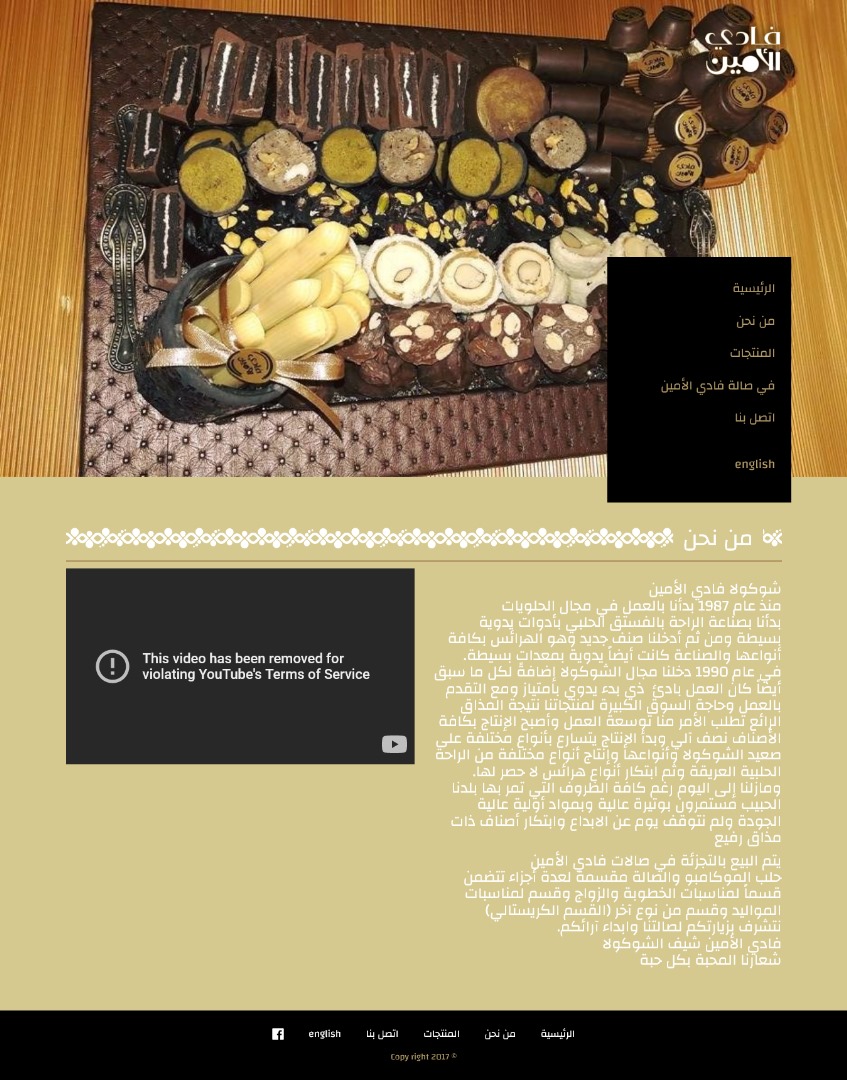 فادي
الأمين
الرئيسية
من نحن
المنتجات
في صالة فادي الأمين
اتصل بنا
english
من نحن
شوكولا فادي الأمين
منذ عام 1987 بدأنا بالعمل في مجال الحلويات
بدأنا بصناعة الراحة بالفستق الحلبي بأدوات يدوية
بسيطة ومن ثم أدخلنا صنف جديد وهو الهرائس بكافة
أنواعها والصناعة كانت أيضاً يدوية بمعدات بسيطة.
في عام 1990 دخلنا مجال الشوكولا إضافة لكل ما سبق
أيضاً كان العمل بادئ ذي بدء يدوي بامتياز ومع التقدم
بالعمل وحاجة السوق الكبيرة لمنتجاتنا نتيجة المذاق
الرائع تطلب الأمر منا توسعة العمل وأصبح الإنتاج بكافة
الأصناف نصف آلي وبدأ الإنتاج يتسارع بأنواع مختلفة على
صعيد الشوكولا وأنواعها وإنتاج أنواع مختلفة من الراحة
الحلبية العريقة وتم ابتكار أنواع هرائس لا حصر لها.
ومازلنا إلى اليوم رغم كافة الظروف التي تمر بها بلدنا
الحبيب مستمرون بوتيرة عالية وبمواد أولية عالية
الجودة ولم نتوقف يوم عن الابداع وابتكار أصناف ذات
مذاق رفيع
يتم البيع بالتجزئة في صالات فادي الأمين
حلب الموكامبو والصالة مقسمة لعدة أجزاء تتضمن
قسماً لمناسبات الخطوبة والزواج وقسم لمناسبات
المواليد وقسم من نوع آخر (القسم الكريستالي)
نتشرف بزيارتكم لصالتنا وابداء آرائكم.
فادي الأمين شيف الشوكولا
شعارنا المحبة بكل حبة
This video has been removed for
violating YouTube's Terms of Service
الرئيسية من نحن المنتجات اتصل بنا english
Copy right 2017 ©